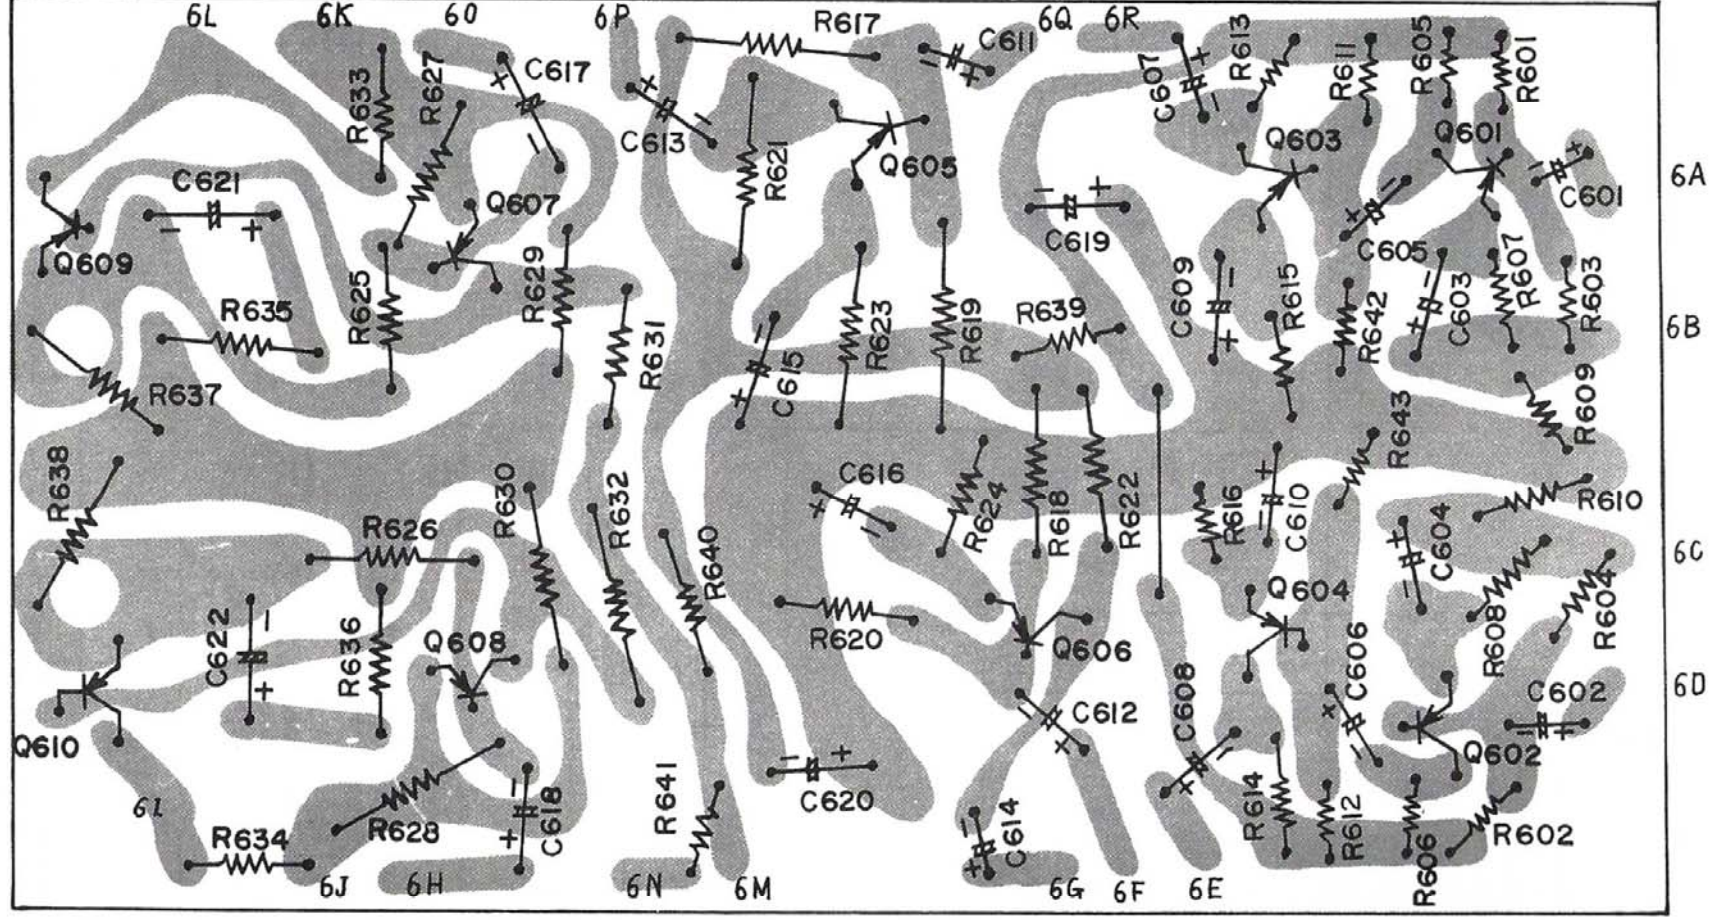 6L 6K 6O 6P R617 6Q 6R
C611
R633 R627 C617 C607 R613 R611 R605 R601
C613 R621 Q605 Q603 Q601
C621 Q607 C619 C601 6A
Q609 R629 C609 R615 C605 R607
R635 R625 R631 C615 R623 R619 R639 R642 C603 R603 6B
R637 R643 R609
R638 R630 R632 C616 R624 R618 R622 R616 C610 R610
R626 R640 C604 6C
C622 R636 Q608 R620 Q606 Q604 R608 R604
C612 C608 C606 C602 6D
Q610 Q602
6I R641 C620 R614 R612
R634 R628 C618 C614 R606 R602
6J 6H 6N 6M 6G 6F 6E